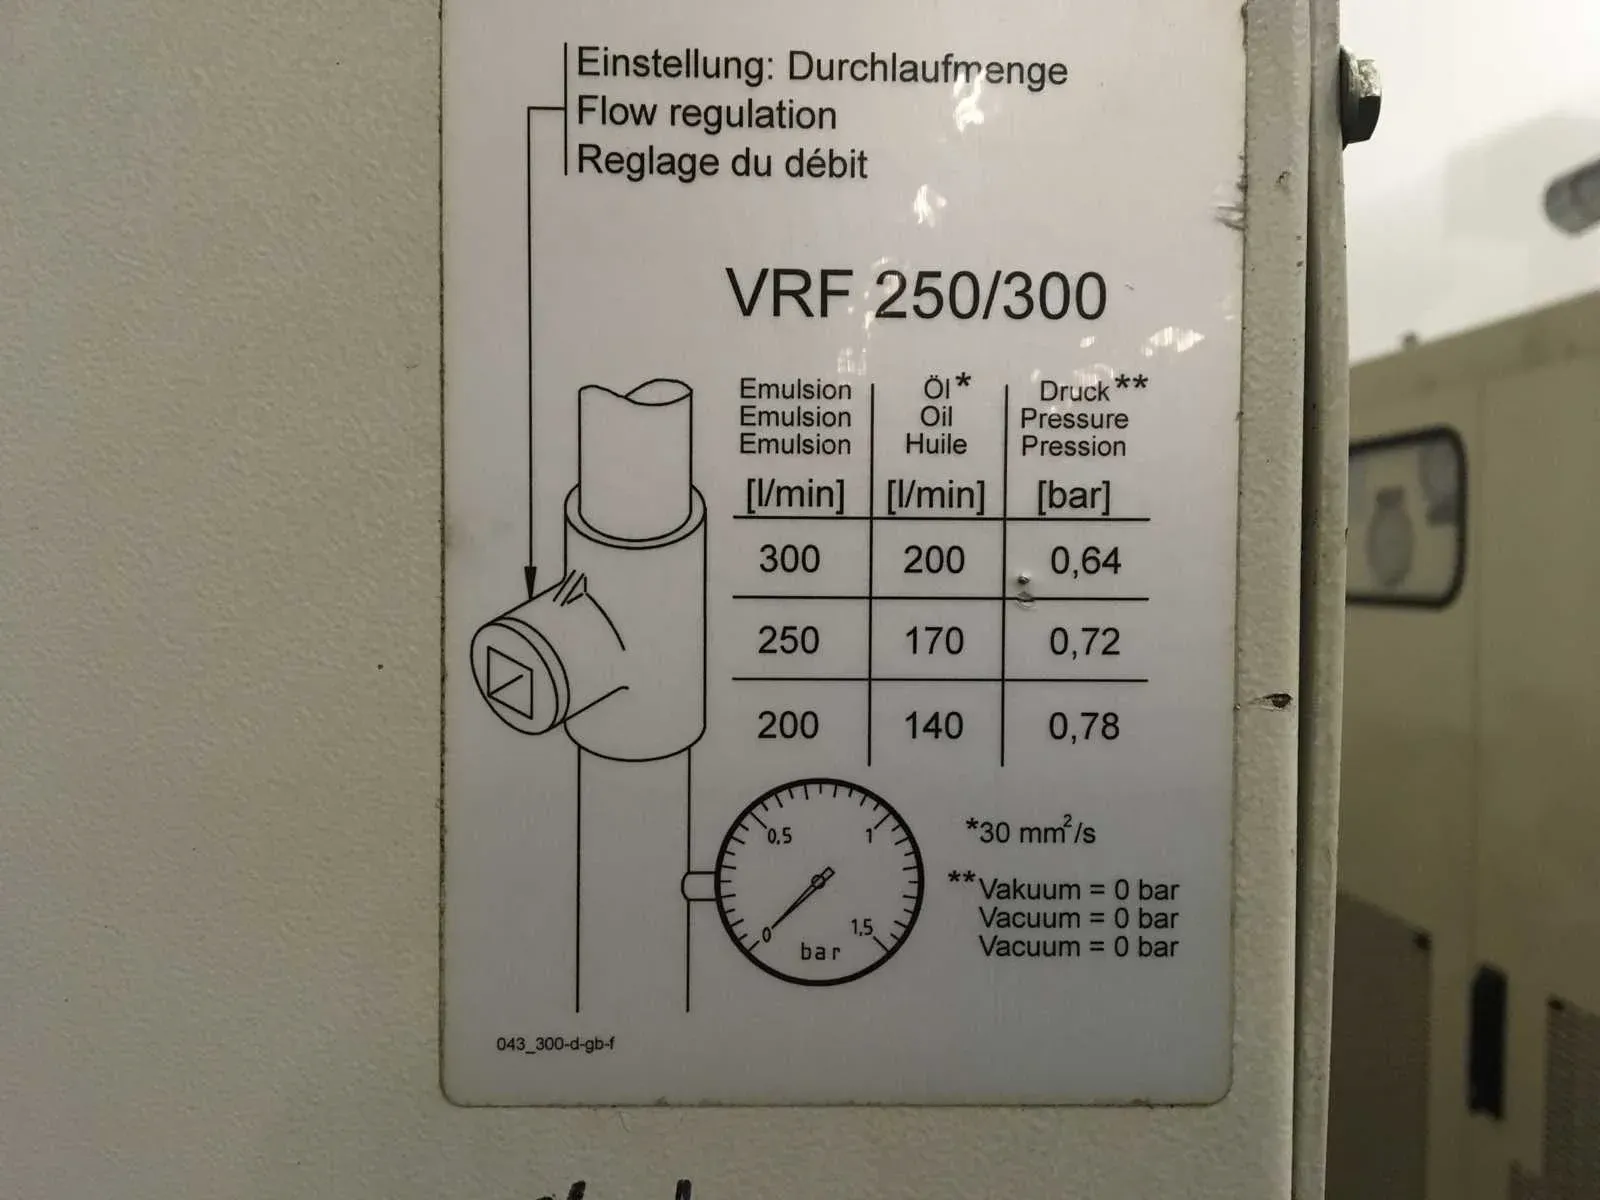 Einstellung: Durchlaufmenge
Flow regulation
Reglage du débit
VRF 250/300
Emulsion Öl* Druck**
Emulsion Oil Pressure
Emulsion Huile Pression
[l/min] [l/min] [bar]
300 200 0,64
250 170 0,72
200 140 0,78
0,5 1
0 1,5
bar
*30 mm²/s
**Vakuum = 0 bar
Vacuum = 0 bar
Vacuum = 0 bar
043_300-d-gb-f